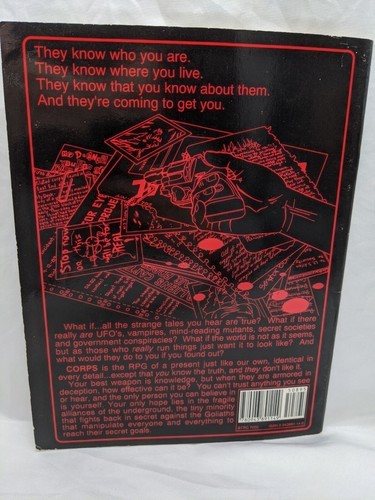 They know who you are.
They know where you live.
They know that you know about them.
And they're coming to get you.
STOP NOW
OUR EYE
What if...all the strange tales you hear are true? What if there
really are UFO's, vampires, mind-reading mutants, secret societies
and government conspiracies? What if the world is not as it seems,
but as those who really run things just want it to look like? And
what would they do to you if you found out?
CORPS is the RPG of a present just like our own, identical in
every detail...except that you know the truth, and they don't like it.
Your best weapon is knowledge, but when they are armored in
deception, how effective can it be? You can't trust anything you see
or hear, and the only person you can believe in
is yourself. Your only hope lies in the fragile
alliances of the underground, the tiny minority
that fights back in secret against the Goliaths
that manipulate everyone and everything to
reach their secret goals.